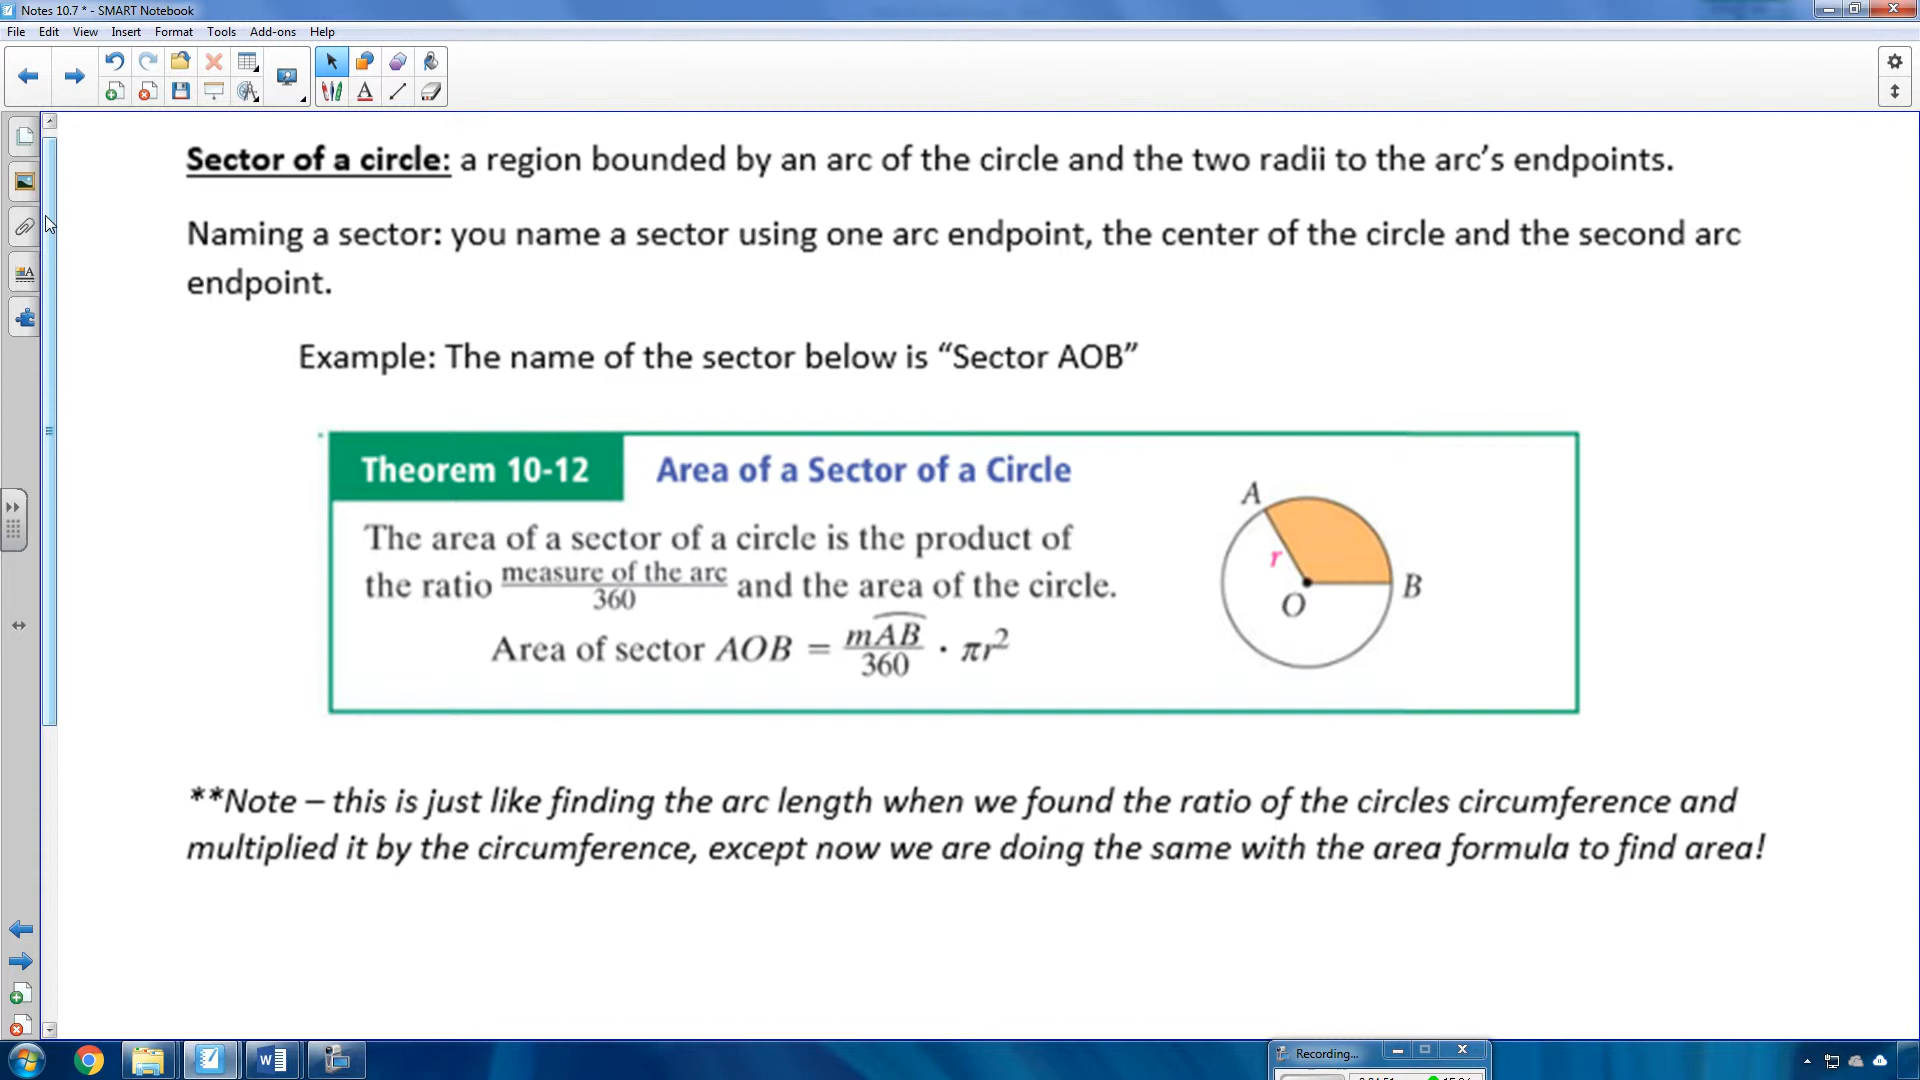 Notes 10.7 * - SMART Notebook
File Edit View Insert Format Tools Add-ons Help
Sector of a circle: a region bounded by an arc of the circle and the two radii to the arc’s endpoints.
Naming a sector: you name a sector using one arc endpoint, the center of the circle and the second arc
endpoint.
Example: The name of the sector below is “Sector AOB”
Theorem 10-12 Area of a Sector of a Circle
The area of a sector of a circle is the product of
the ratio measure of the arc/360 and the area of the circle.
Area of sector AOB = m\overset{\frown}{AB}/360 · πr²
A
r
O
B
**Note – this is just like finding the arc length when we found the ratio of the circles circumference and
multiplied it by the circumference, except now we are doing the same with the area formula to find area!
Recording...